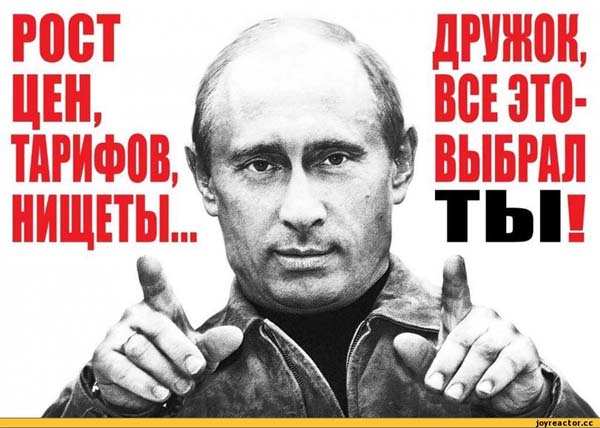 РОСТ
ЦЕН,
ТАРИФОВ,
НИЩЕТЫ...
ДРУЖОК,
ВСЕ ЭТО-
ВЫБРАЛ
ТЫ!
joyreactor.cc